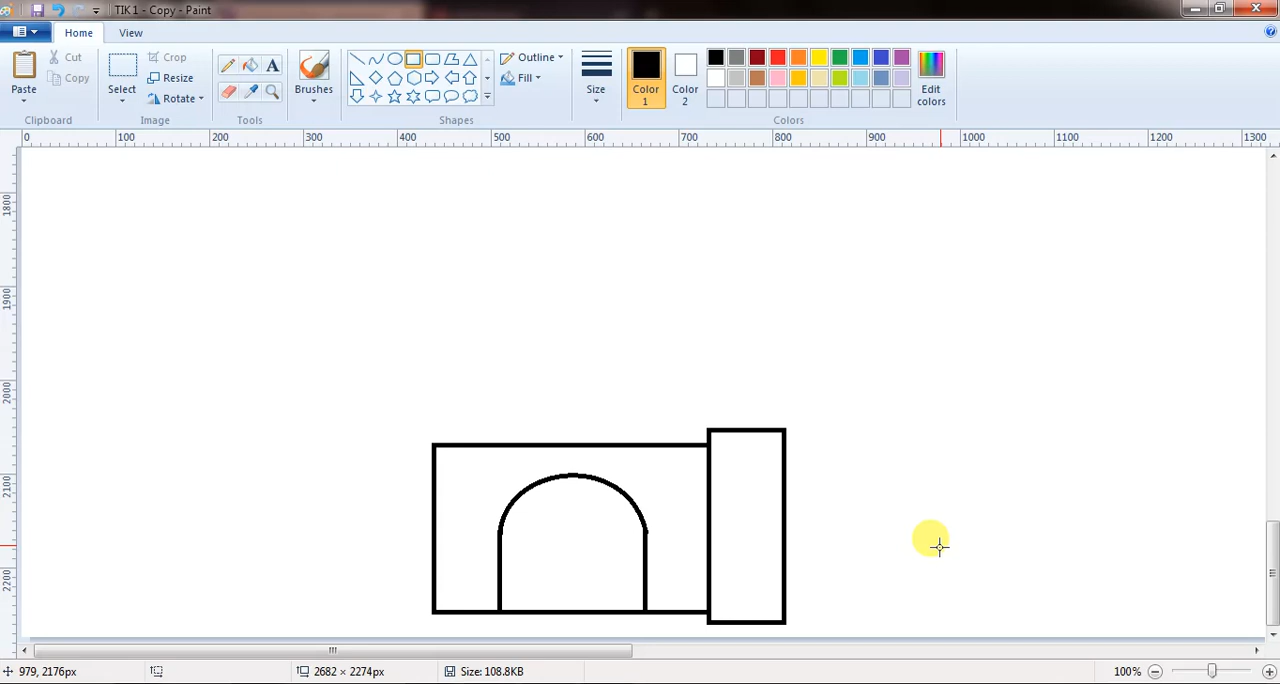 TIK 1 - Copy - Paint
Home View
Paste
Cut
Copy
Clipboard
Select
Crop
Resize
Rotate
Image
A
Tools
Brushes
Outline
Fill
Shapes
Size
Color 1
Color 2
Edit colors
Colors
0 100 200 300 400 500 600 700 800 900 1000 1100 1200 1300
1800
1900
2000
2100
2200
979, 2176px
2682 × 2274px
Size: 108.8KB
100%